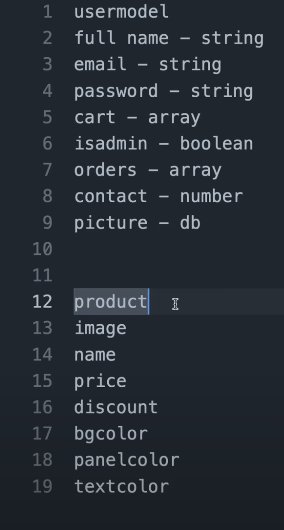 1 usermodel
2 full name – string
3 email – string
4 password – string
5 cart – array
6 isadmin – boolean
7 orders – array
8 contact – number
9 picture – db
10
11
12 product
13 image
14 name
15 price
16 discount
17 bgcolor
18 panelcolor
19 textcolor